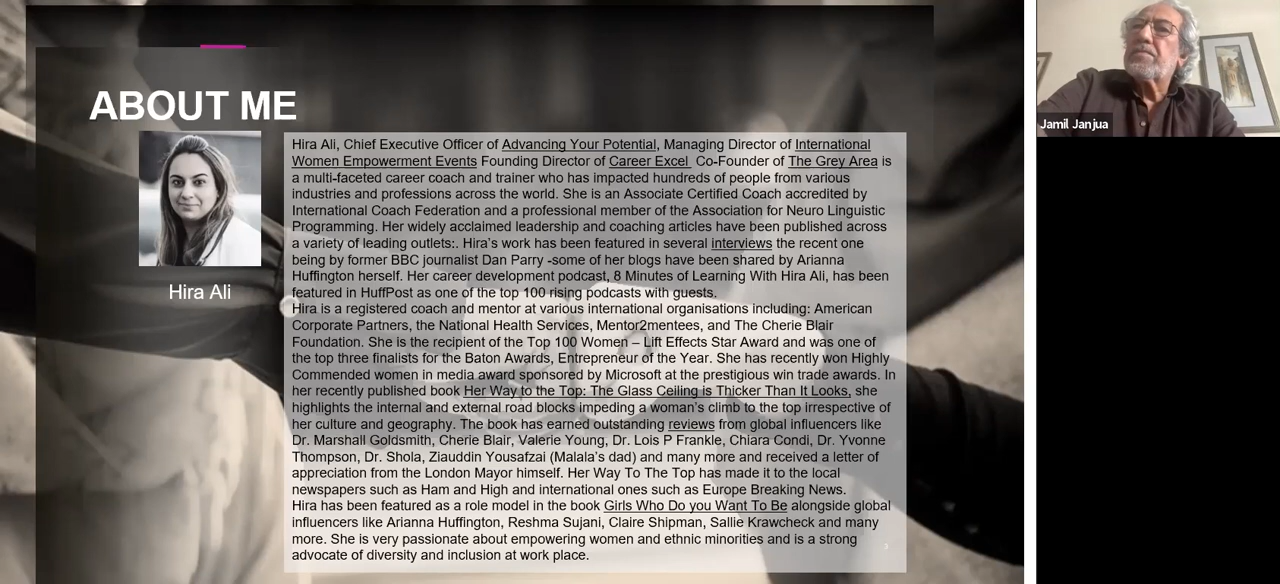 ABOUT ME
Hira Ali
Hira Ali, Chief Executive Officer of Advancing Your Potential, Managing Director of International
Women Empowerment Events Founding Director of Career Excel  Co-Founder of The Grey Area is
a multi-faceted career coach and trainer who has impacted hundreds of people from various
industries and professions across the world. She is an Associate Certified Coach accredited by
International Coach Federation and a professional member of the Association for Neuro Linguistic
Programming. Her widely acclaimed leadership and coaching articles have been published across
a variety of leading outlets:. Hira's work has been featured in several interviews the recent one
being by former BBC journalist Dan Parry -some of her blogs have been shared by Arianna
Huffington herself. Her career development podcast, 8 Minutes of Learning With Hira Ali, has been
featured in HuffPost as one of the top 100 rising podcasts with guests.
Hira is a registered coach and mentor at various international organisations including: American
Corporate Partners, the National Health Services, Mentor2mentees, and The Cherie Blair
Foundation. She is the recipient of the Top 100 Women – Lift Effects Star Award and was one of
the top three finalists for the Baton Awards, Entrepreneur of the Year. She has recently won Highly
Commended women in media award sponsored by Microsoft at the prestigious win trade awards. In
her recently published book Her Way to the Top: The Glass Ceiling is Thicker Than It Looks, she
highlights the internal and external road blocks impeding a woman's climb to the top irrespective of
her culture and geography. The book has earned outstanding reviews from global influencers like
Dr. Marshall Goldsmith, Cherie Blair, Valerie Young, Dr. Lois P Frankle, Chiara Condi, Dr. Yvonne
Thompson, Dr. Shola, Ziauddin Yousafzai (Malala's dad) and many more and received a letter of
appreciation from the London Mayor himself. Her Way To The Top has made it to the local
newspapers such as Ham and High and international ones such as Europe Breaking News.
Hira has been featured as a role model in the book Girls Who Do you Want To Be alongside global
influencers like Arianna Huffington, Reshma Sujani, Claire Shipman, Sallie Krawcheck and many
more. She is very passionate about empowering women and ethnic minorities and is a strong
advocate of diversity and inclusion at work place.
Jamil Janjua